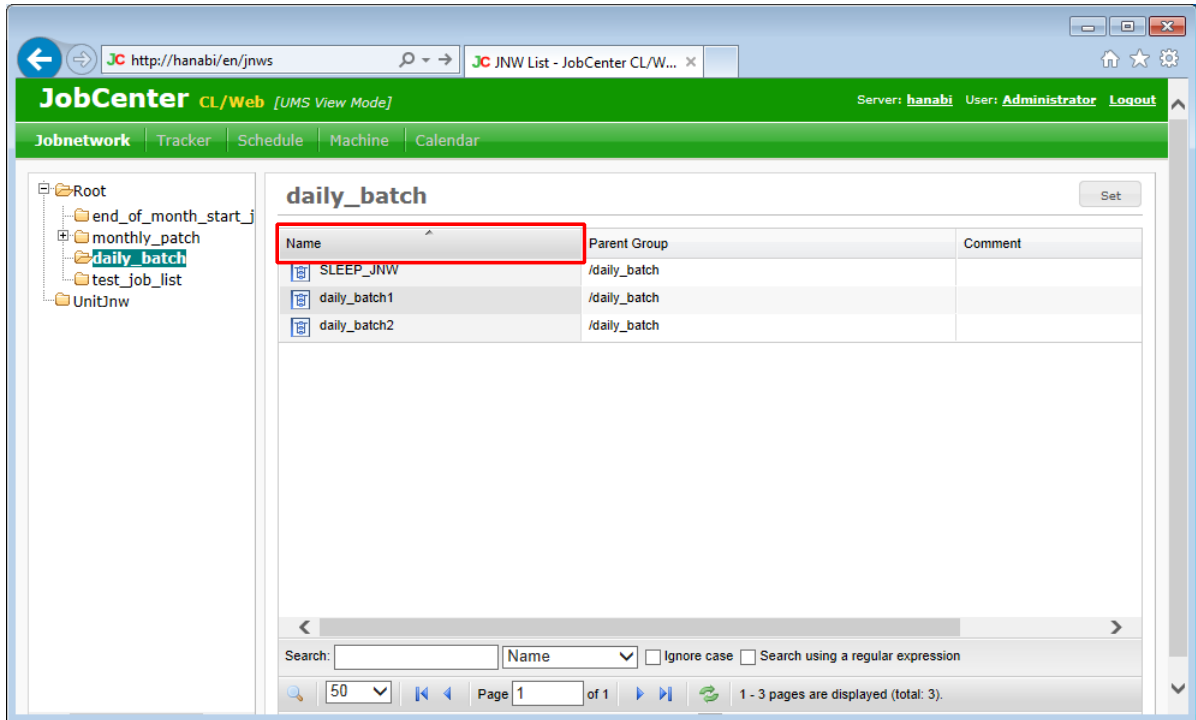 JC http://hanabi/en/jnws
JC JNW List - JobCenter CL/W...
JobCenter CL/Web [UMS View Mode]
Server: hanabi User: Administrator Logout
Jobnetwork Tracker Schedule Machine Calendar
Root
end_of_month_start_j
monthly_patch
daily_batch
test_job_list
UnitJnw
daily_batch
Set
Name Parent Group Comment
SLEEP_JNW /daily_batch
daily_batch1 /daily_batch
daily_batch2 /daily_batch
Search: Name Ignore case Search using a regular expression
50 Page 1 of 1 1 - 3 pages are displayed (total: 3).